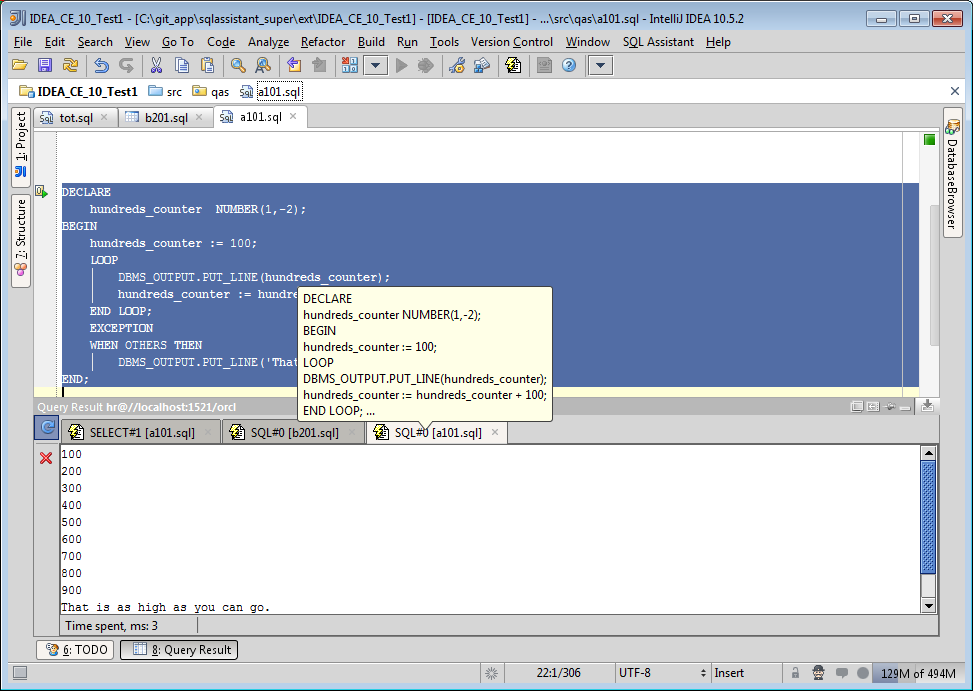 IDEA_CE_10_Test1 - [C:\git_app\sqlassistant_super\ext\IDEA_CE_10_Test1] - [IDEA_CE_10_Test1] - ...\src\qas\a101.sql - IntelliJ IDEA 10.5.2
File Edit Search View Go To Code Analyze Refactor Build Run Tools Version Control Window SQL Assistant Help
IDEA_CE_10_Test1 src qas a101.sql
tot.sql b201.sql a101.sql
1: Project
7: Structure
DatabaseBrowser
DECLARE
hundreds_counter NUMBER(1,-2);
BEGIN
hundreds_counter := 100;
LOOP
DBMS_OUTPUT.PUT_LINE(hundreds_counter);
hundreds_counter := hundre
END LOOP;
EXCEPTION
WHEN OTHERS THEN
DBMS_OUTPUT.PUT_LINE('That
END;
DECLARE
hundreds_counter NUMBER(1,-2);
BEGIN
hundreds_counter := 100;
LOOP
DBMS_OUTPUT.PUT_LINE(hundreds_counter);
hundreds_counter := hundreds_counter + 100;
END LOOP; ...
Query Result hr@//localhost:1521/orcl
SELECT#1 [a101.sql] SQL#0 [b201.sql] SQL#0 [a101.sql]
100
200
300
400
500
600
700
800
900
That is as high as you can go.
Time spent, ms: 3
6: TODO 8: Query Result
22:1/306 UTF-8 Insert 129M of 494M